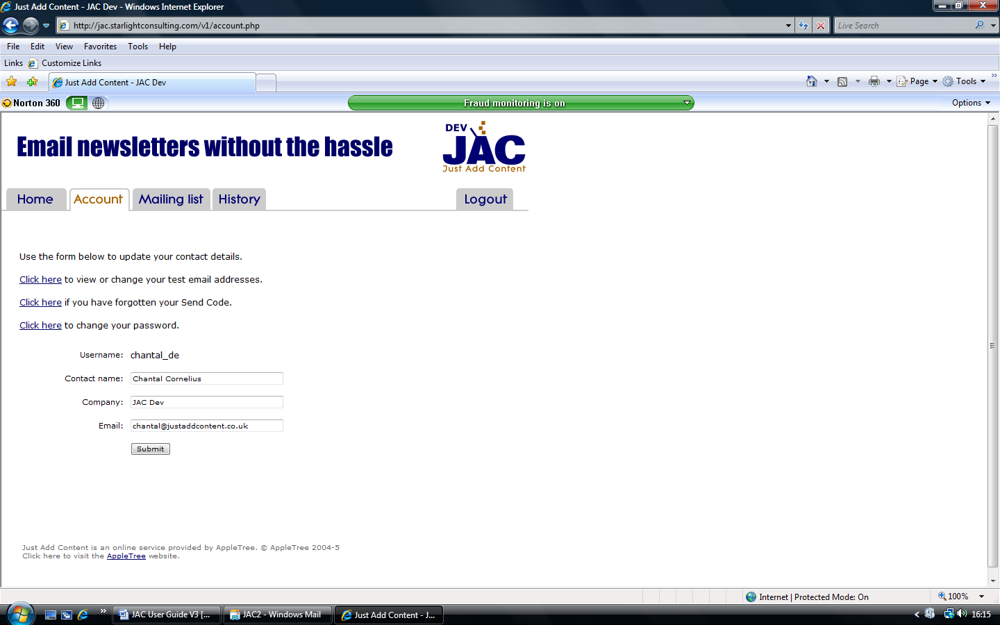 Just Add Content - JAC Dev - Windows Internet Explorer
http://jac.starlightconsulting.com/v1/account.php
Live Search
File Edit View Favorites Tools Help
Links Customize Links
Just Add Content - JAC Dev
Page Tools
Norton 360
Fraud monitoring is on
Options
Email newsletters without the hassle
DEV
JAC
Just Add Content
Home Account Mailing list History Logout
Use the form below to update your contact details.
Click here to view or change your test email addresses.
Click here if you have forgotten your Send Code.
Click here to change your password.
Username: chantal_de
Contact name: Chantal Cornelius
Company: JAC Dev
Email: chantal@justaddcontent.co.uk
Submit
Just Add Content is an online service provided by AppleTree. © AppleTree 2004-5
Click here to visit the AppleTree website.
Internet | Protected Mode: On
100%
JAC User Guide V3 [... JAC2 - Windows Mail Just Add Content - J... 16:15